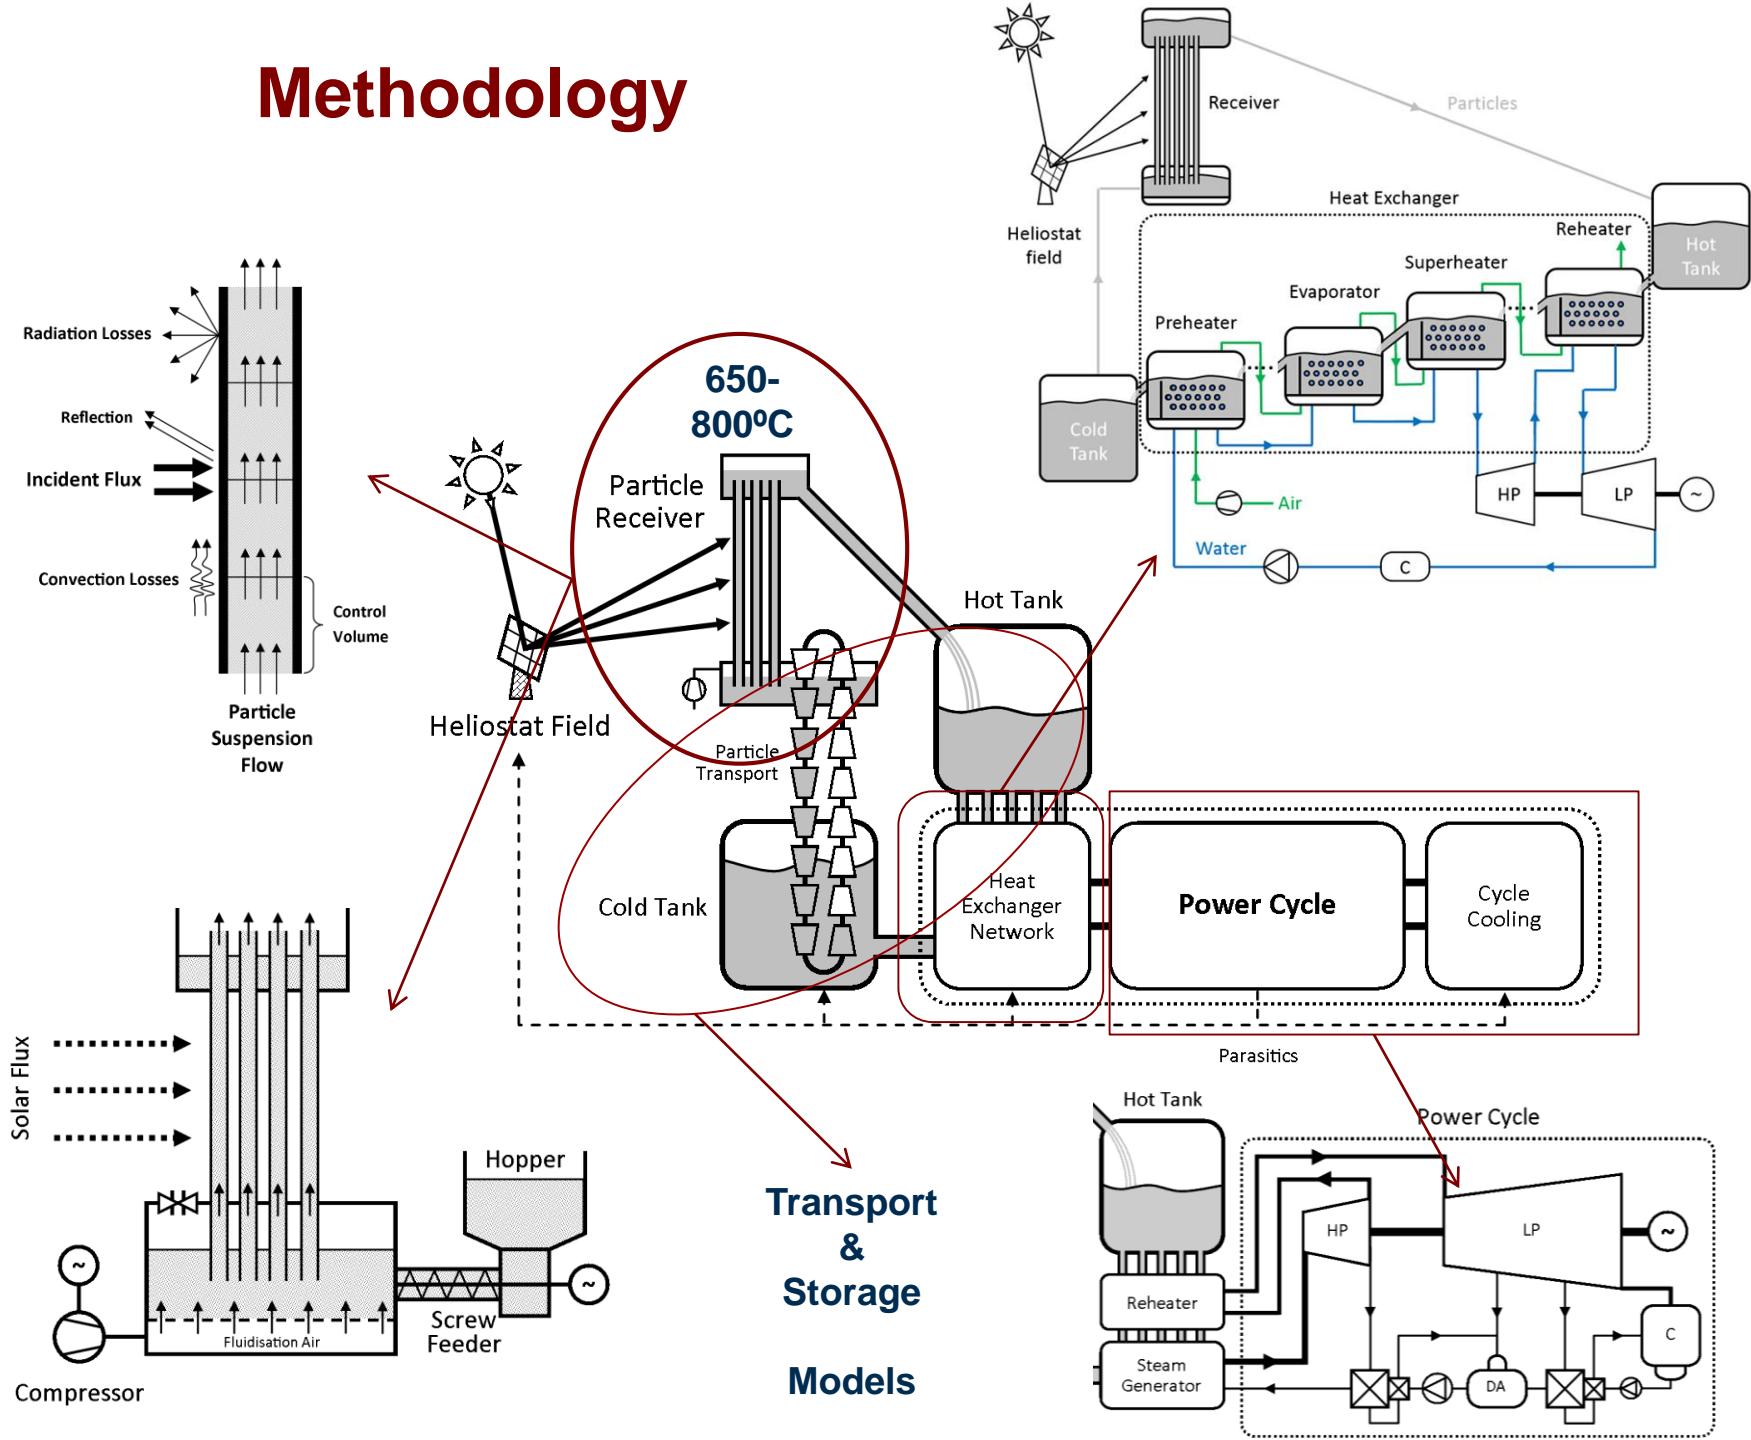 Methodology
Receiver
Particles
Heliostat
field
Heat Exchanger
Reheater
Hot
Tank
Superheater
Evaporator
Preheater
Cold
Tank
HP
LP
~
Air
Water
C
Radiation Losses
Reflection
Incident Flux
Convection Losses
Control
Volume
Particle
Suspension
Flow
650-
800ºC
Particle
Receiver
Heliostat Field
Hot Tank
Particle
Transport
Cold Tank
Heat
Exchanger
Network
Power Cycle
Cycle
Cooling
Parasitics
Solar Flux
Hopper
~
~
Screw
Feeder
Fluidisation Air
Compressor
Transport
&
Storage
Models
Hot Tank
Power Cycle
HP
LP
~
Reheater
C
Steam
Generator
DA